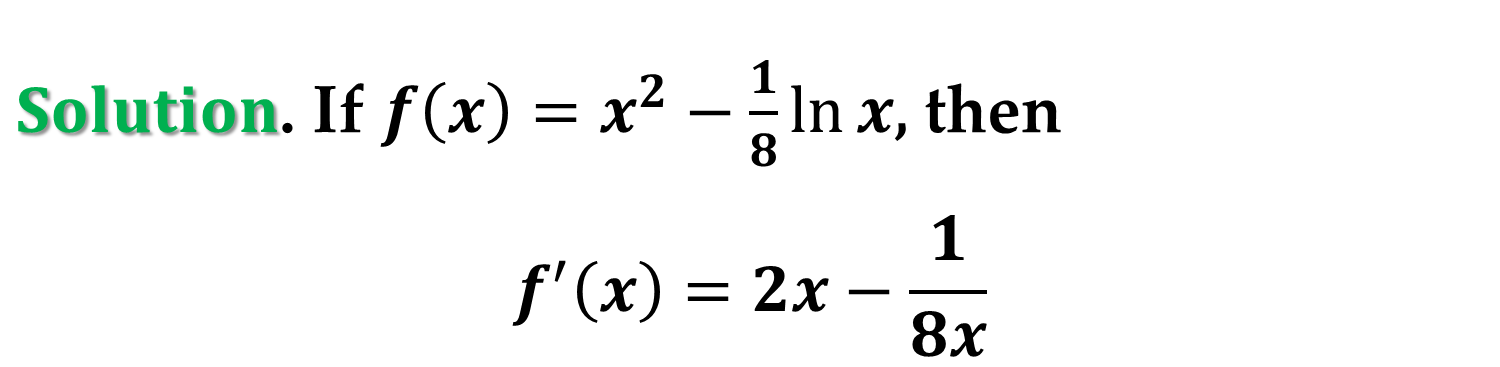 Solution. If f(x) = x² − 1/8 ln x, then
f′(x) = 2x − 1/8x